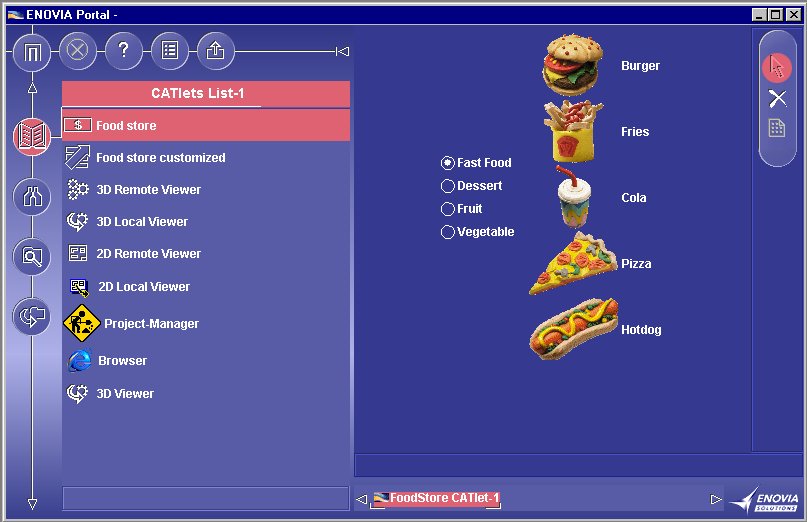 ENOVIA Portal -
?
CATlets List-1
$ Food store
Food store customized
3D Remote Viewer
3D Local Viewer
2D Remote Viewer
2D Local Viewer
Project-Manager
Browser
3D Viewer
Fast Food
Dessert
Fruit
Vegetable
Burger
Fries
Cola
Pizza
Hotdog
FoodStore CATlet-1
ENOVIA
SOLUTIONS